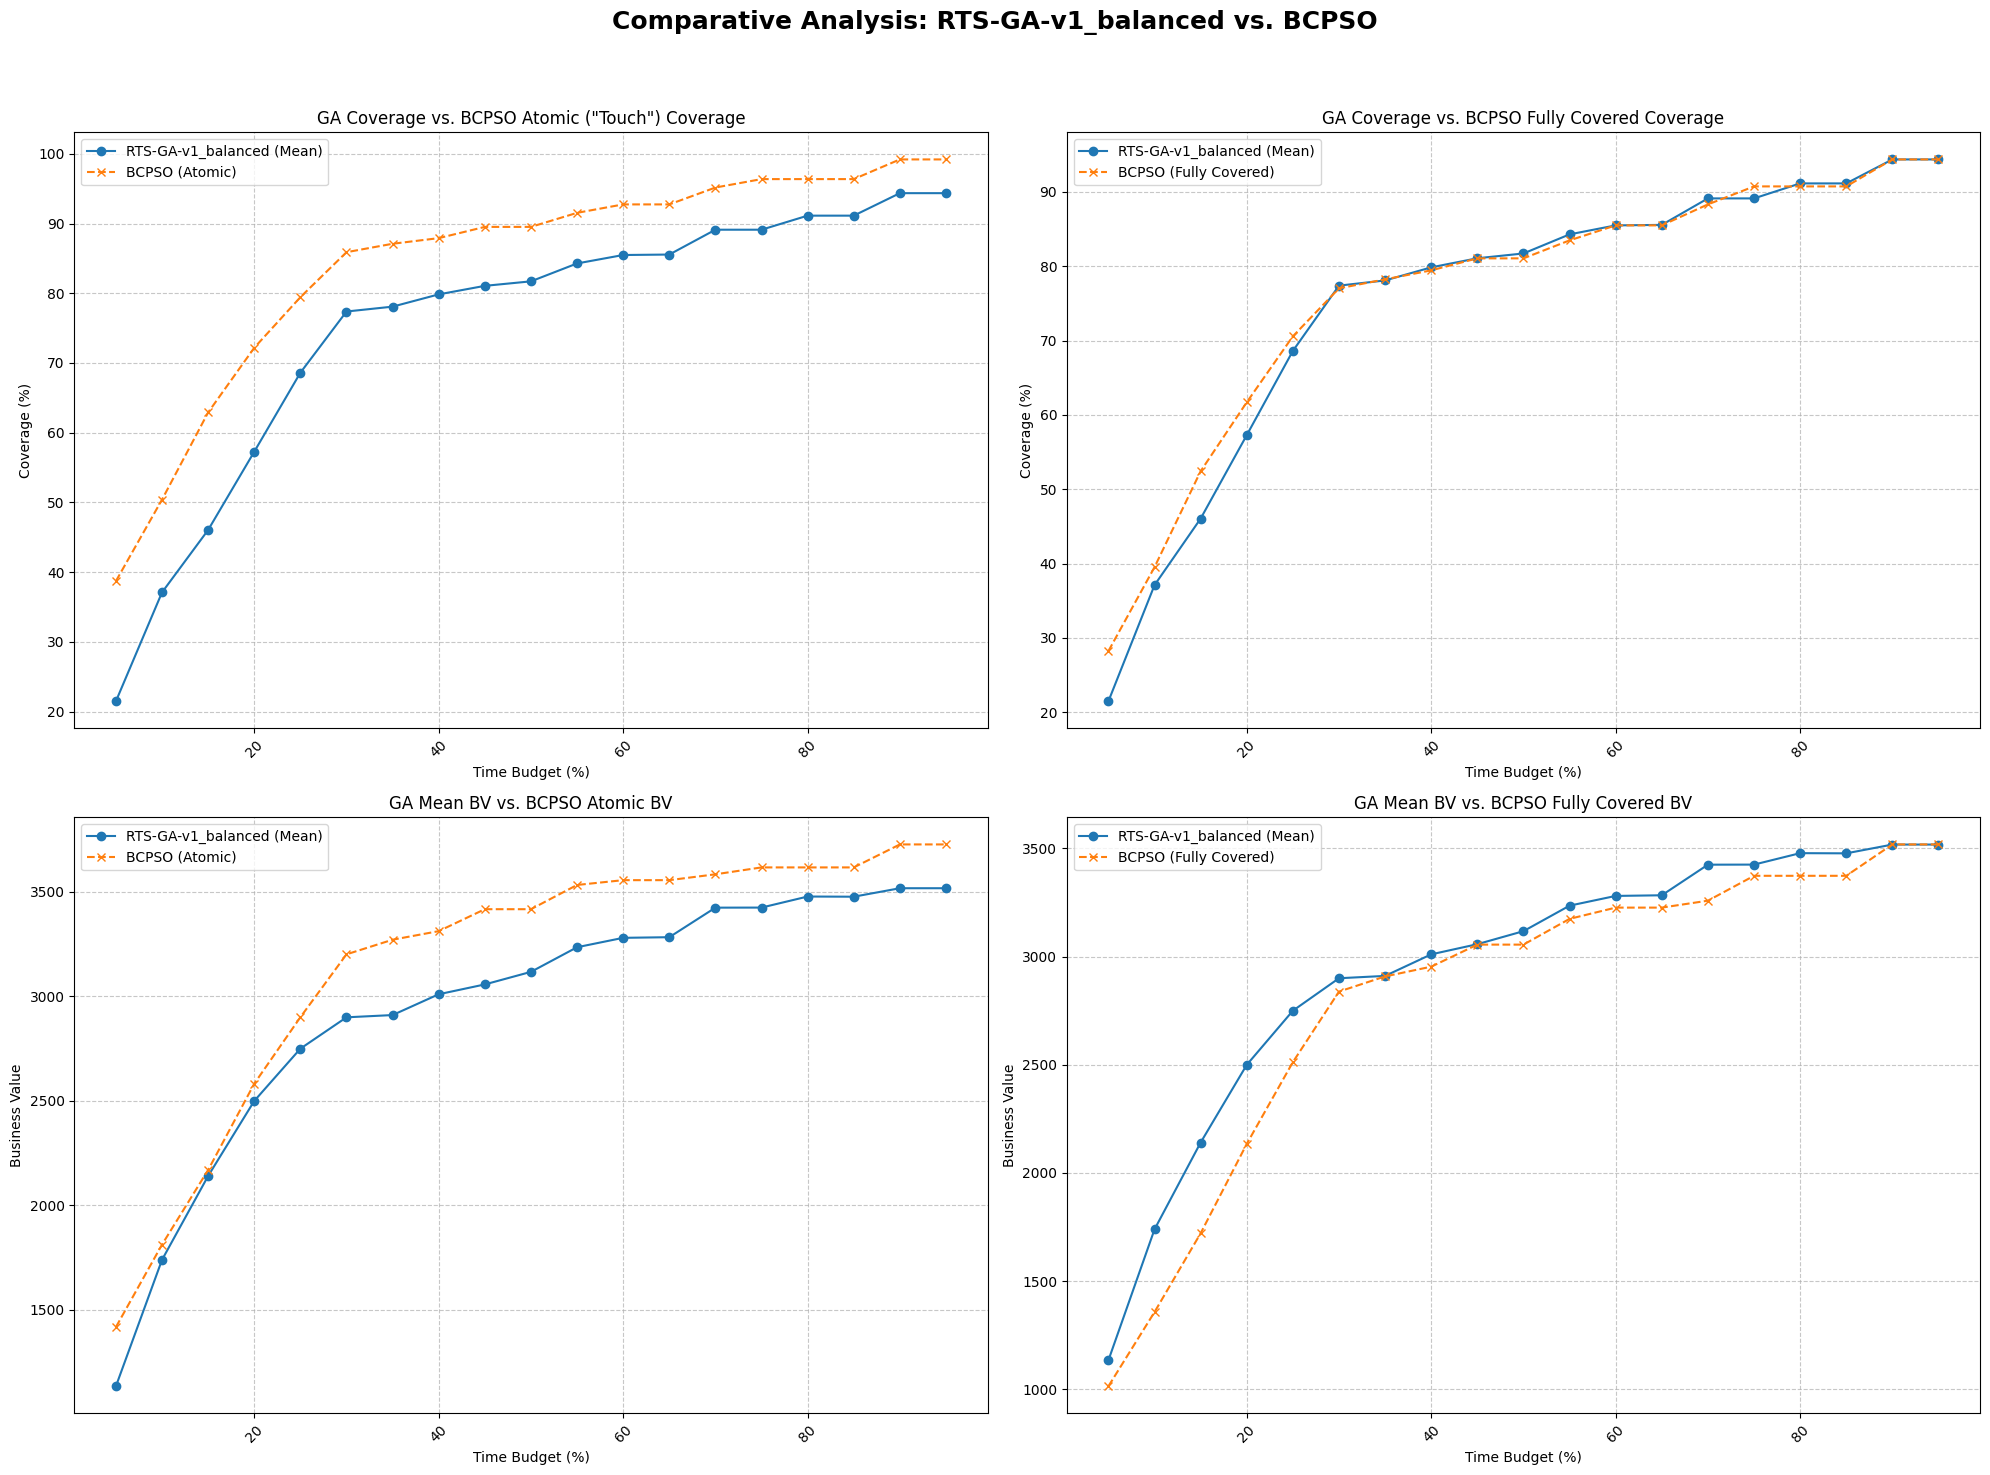 Comparative Analysis: RTS-GA-v1_balanced vs. BCPSO
GA Coverage vs. BCPSO Atomic ("Touch") Coverage
RTS-GA-v1_balanced (Mean)
BCPSO (Atomic)
100
90
80
70
60
50
40
30
20
Coverage (%)
20
40
60
80
Time Budget (%)
GA Coverage vs. BCPSO Fully Covered Coverage
RTS-GA-v1_balanced (Mean)
BCPSO (Fully Covered)
90
80
70
60
50
40
30
20
Coverage (%)
20
40
60
80
Time Budget (%)
GA Mean BV vs. BCPSO Atomic BV
RTS-GA-v1_balanced (Mean)
BCPSO (Atomic)
3500
3000
2500
2000
1500
Business Value
20
40
60
80
Time Budget (%)
GA Mean BV vs. BCPSO Fully Covered BV
RTS-GA-v1_balanced (Mean)
BCPSO (Fully Covered)
3500
3000
2500
2000
1500
1000
Business Value
20
40
60
80
Time Budget (%)